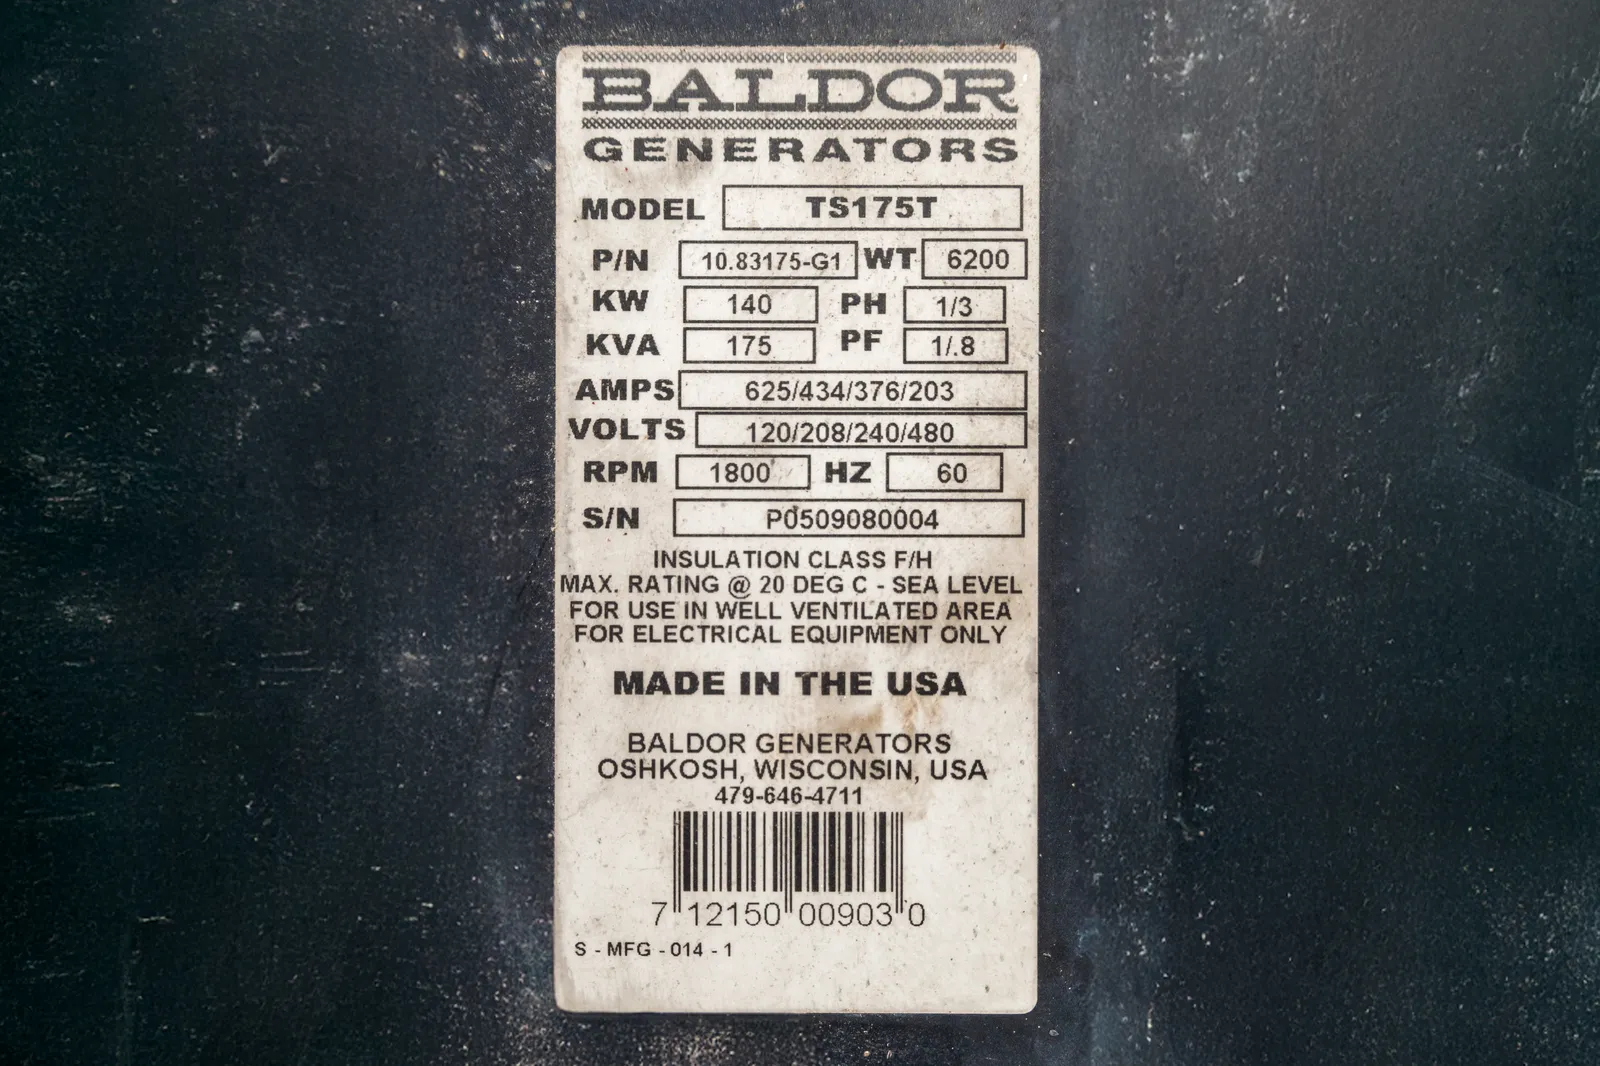 BALDOR
GENERATORS
MODEL TS175T
P/N 10.83175-G1 WT 6200
KW 140 PH 1/3
KVA 175 PF 1/.8
AMPS 625/434/376/203
VOLTS 120/208/240/480
RPM 1800 HZ 60
S/N P0509080004
INSULATION CLASS F/H
MAX. RATING @ 20 DEG C - SEA LEVEL
FOR USE IN WELL VENTILATED AREA
FOR ELECTRICAL EQUIPMENT ONLY
MADE IN THE USA
BALDOR GENERATORS
OSHKOSH, WISCONSIN, USA
479-646-4711
7 12150 00903 0
S - MFG - 014 - 1